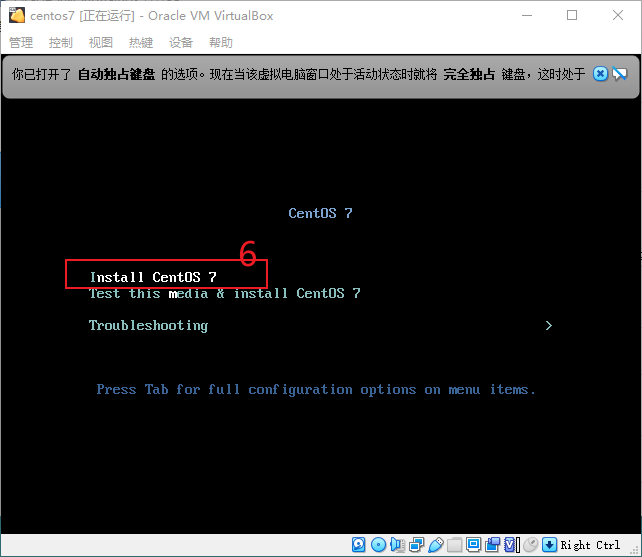 centos7 [正在运行] - Oracle VM VirtualBox
管理 控制 视图 热键 设备 帮助
你已打开了 自动独占键盘 的选项。现在当该虚拟电脑窗口处于活动状态时就将 完全独占 键盘，这时处于
CentOS 7
6
Install CentOS 7
Test this media & install CentOS 7
Troubleshooting >
Press Tab for full configuration options on menu items.
Right Ctrl